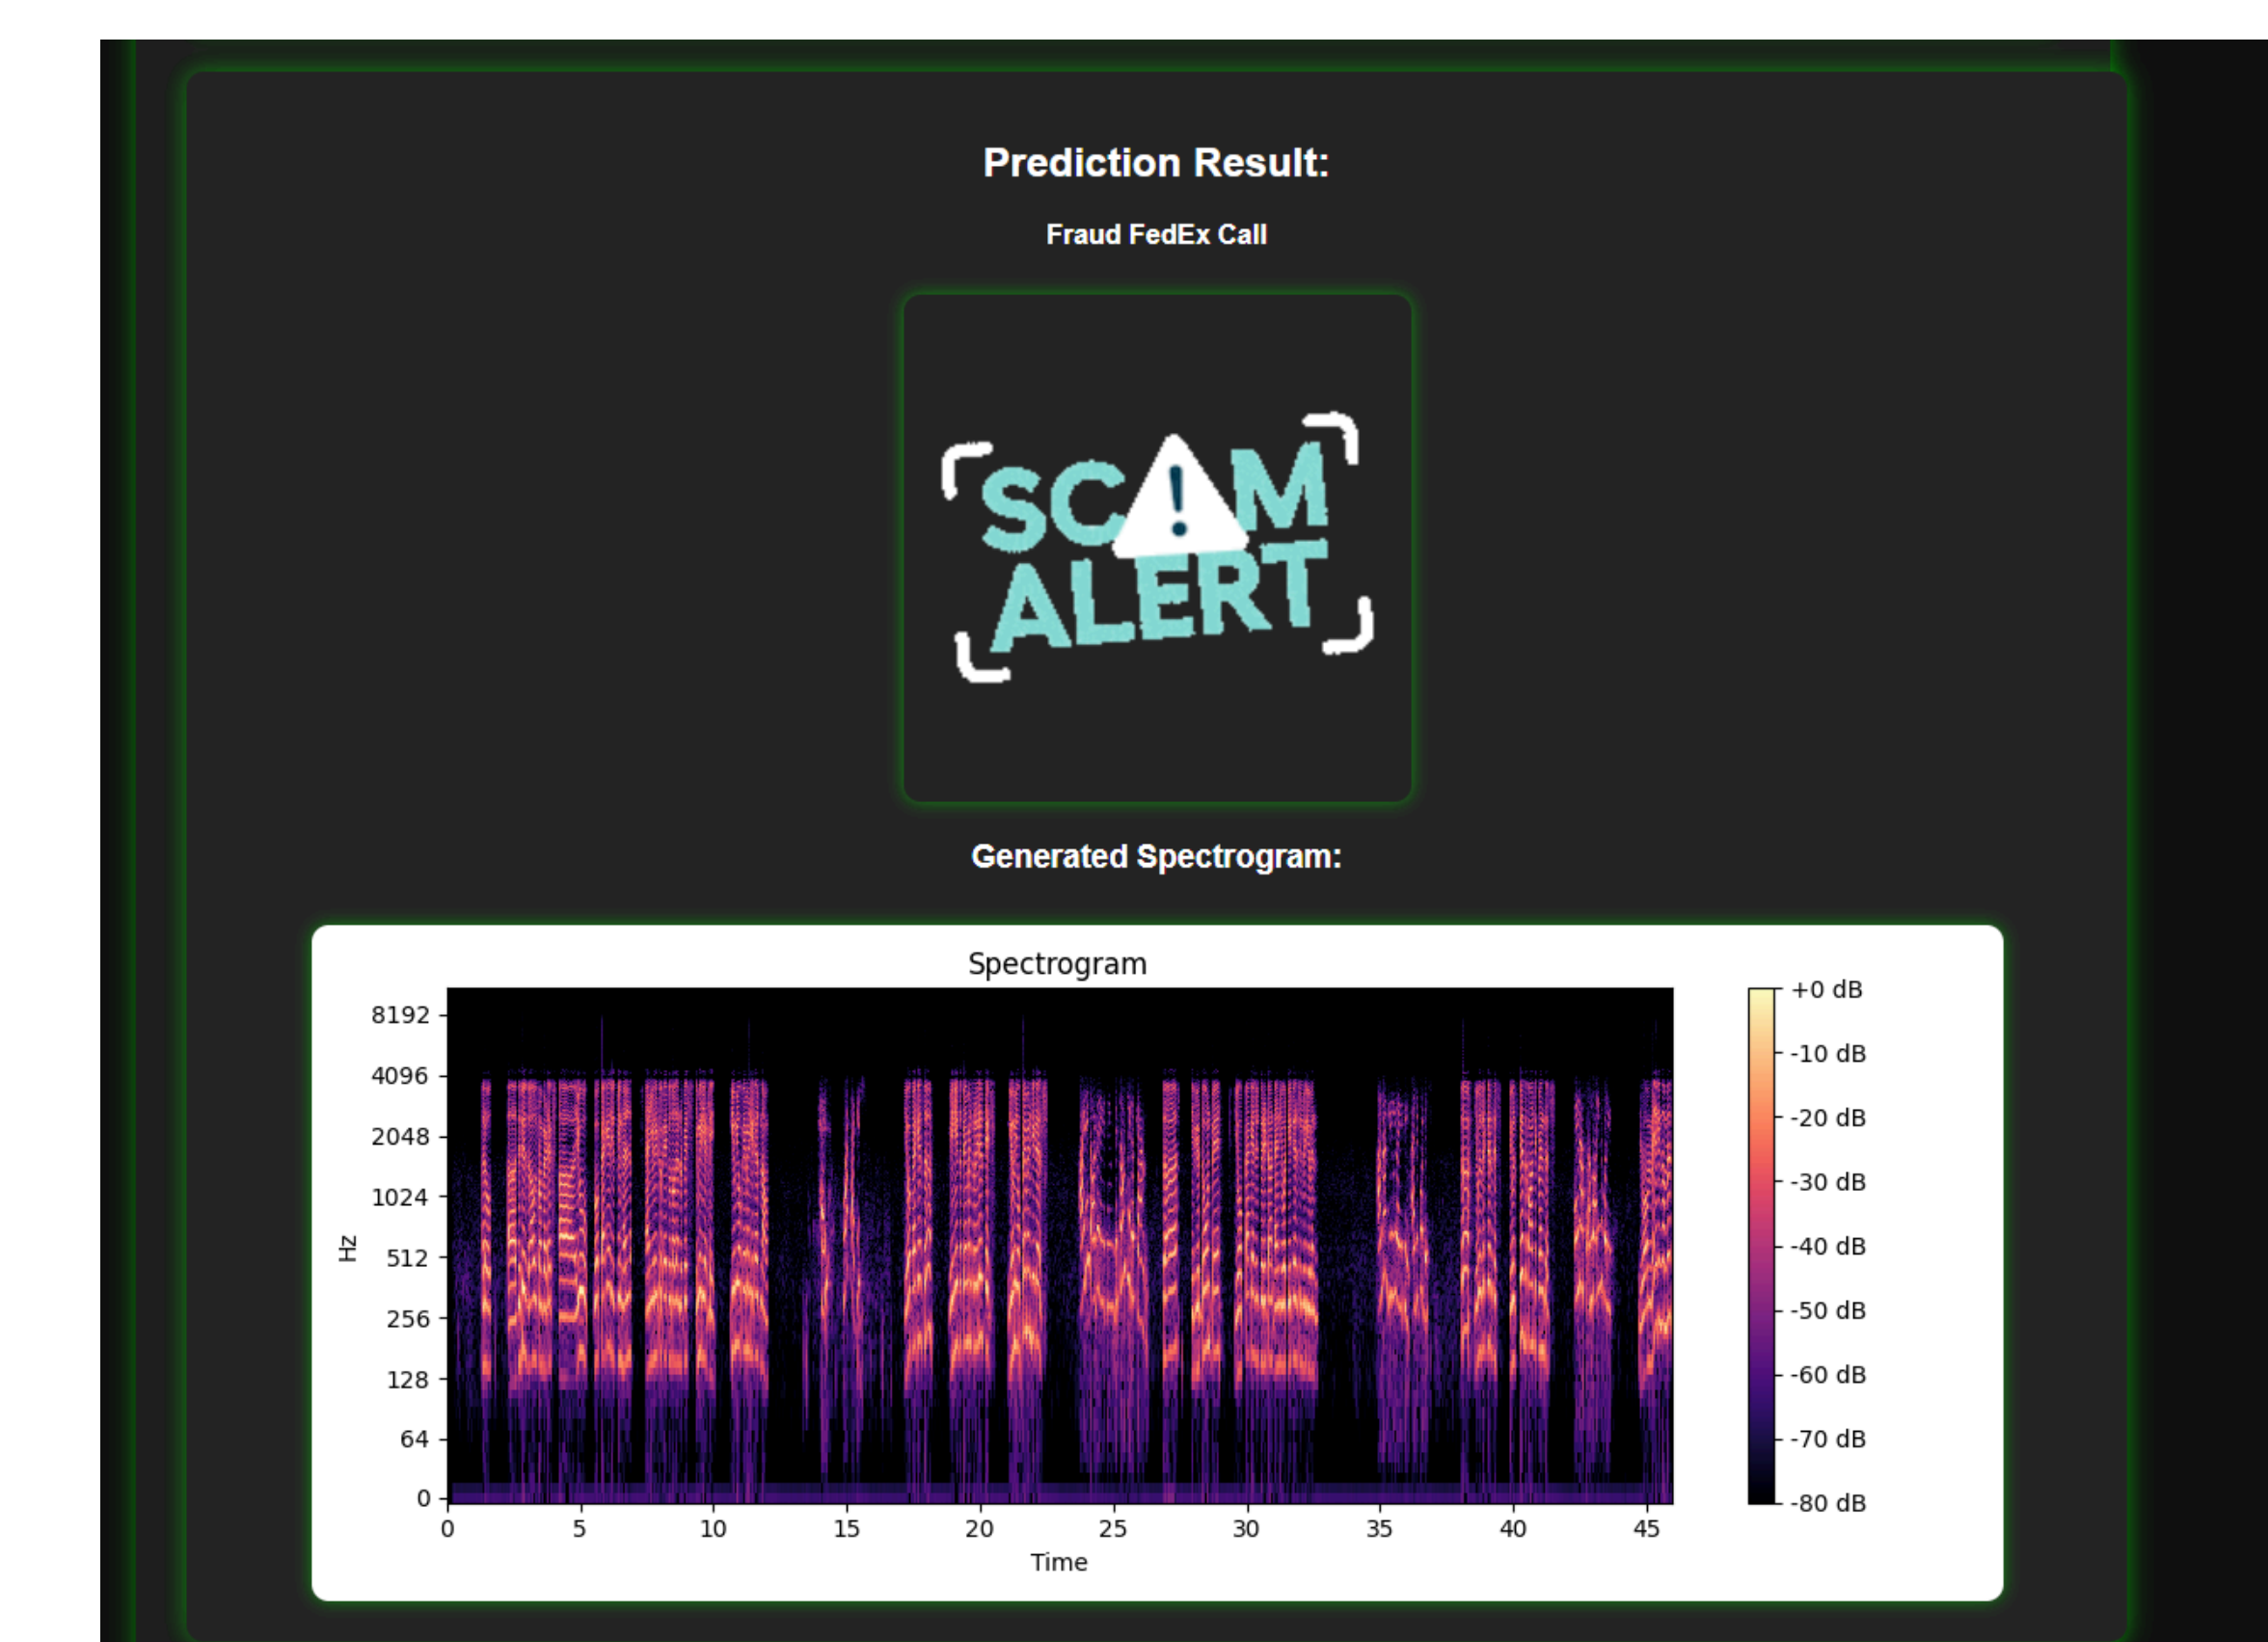 Prediction Result:
Fraud FedEx Call
SCAM
ALERT
Generated Spectrogram:
Spectrogram
8192
4096
2048
1024
512
256
128
64
0
Hz
0 5 10 15 20 25 30 35 40 45
Time
+0 dB
-10 dB
-20 dB
-30 dB
-40 dB
-50 dB
-60 dB
-70 dB
-80 dB